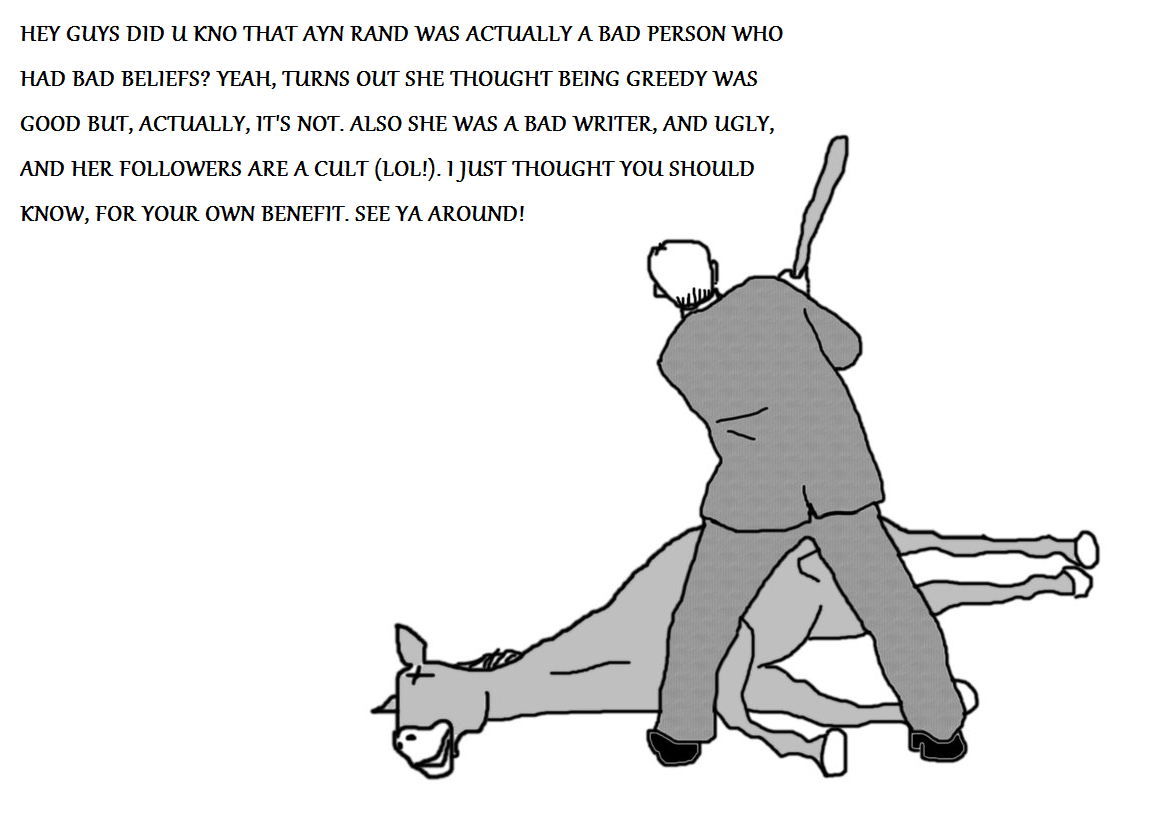 HEY GUYS DID U KNO THAT AYN RAND WAS ACTUALLY A BAD PERSON WHO
HAD BAD BELIEFS? YEAH, TURNS OUT SHE THOUGHT BEING GREEDY WAS
GOOD BUT, ACTUALLY, IT'S NOT. ALSO SHE WAS A BAD WRITER, AND UGLY,
AND HER FOLLOWERS ARE A CULT (LOL!). I JUST THOUGHT YOU SHOULD
KNOW, FOR YOUR OWN BENEFIT. SEE YA AROUND!